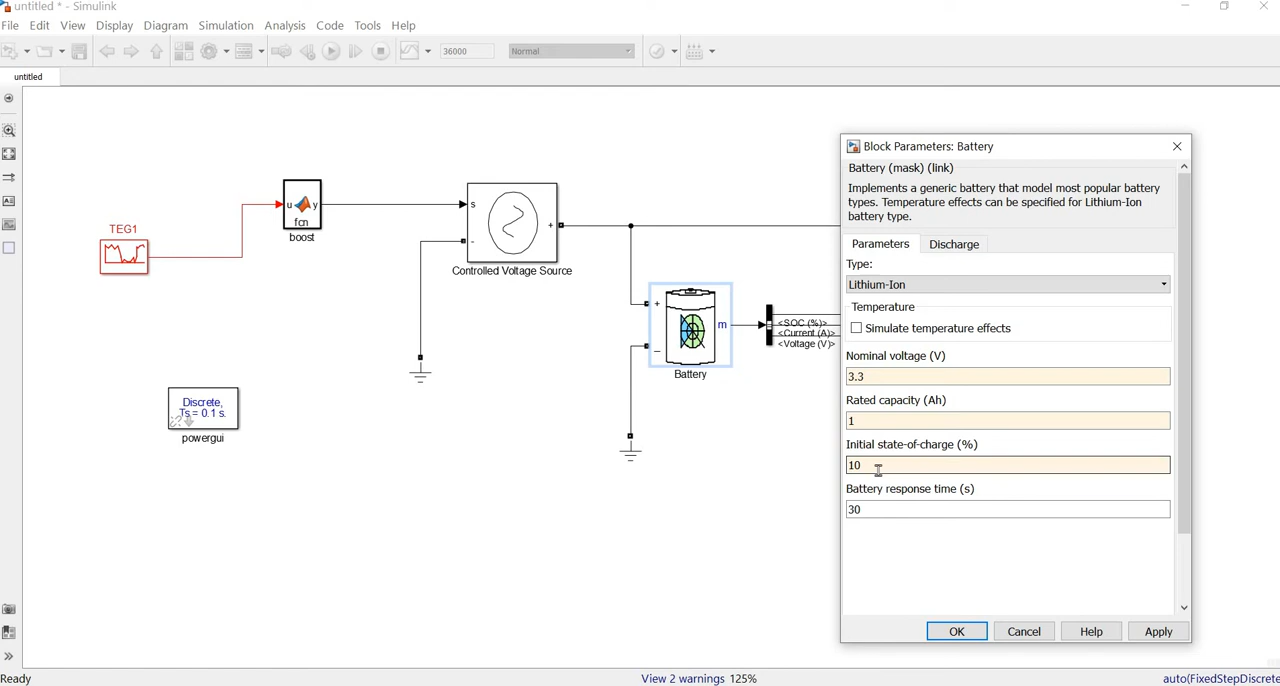 untitled * - Simulink
File Edit View Display Diagram Simulation Analysis Code Tools Help
36000 Normal
untitled
TEG1
u y
fcn
boost
s
+
-
Controlled Voltage Source
Discrete,
Ts = 0.1 s.
powergui
+
m
_
Battery
<SOC (%)>
<Current (A)>
<Voltage (V)>
Block Parameters: Battery
Battery (mask) (link)
Implements a generic battery that model most popular battery
types. Temperature effects can be specified for Lithium-Ion
battery type.
Parameters Discharge
Type:
Lithium-Ion
Temperature
Simulate temperature effects
Nominal voltage (V)
3.3
Rated capacity (Ah)
1
Initial state-of-charge (%)
10
Battery response time (s)
30
OK Cancel Help Apply
Ready View 2 warnings 125% auto(FixedStepDiscrete